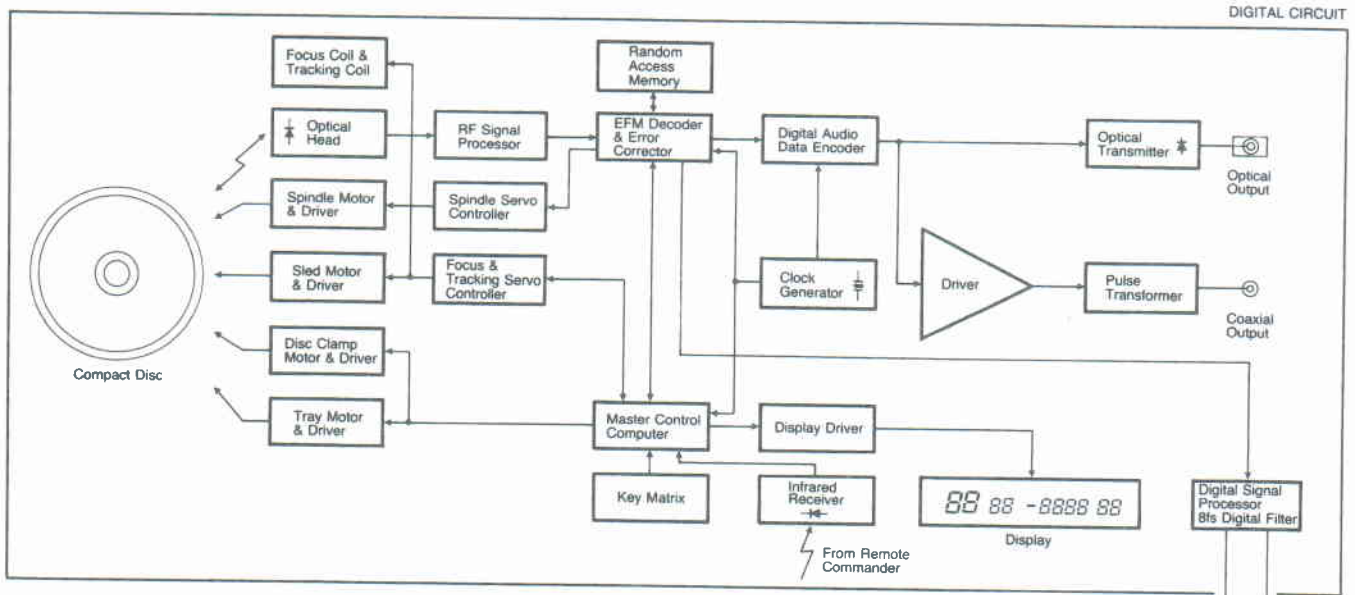 DIGITAL CIRCUIT
Focus Coil &
Tracking Coil
Random
Access
Memory
Optical
Head
RF Signal
Processor
EFM Decoder
& Error
Corrector
Digital Audio
Data Encoder
Optical
Transmitter
Optical
Output
Spindle Motor
& Driver
Spindle Servo
Controller
Sled Motor
& Driver
Focus &
Tracking Servo
Controller
Clock
Generator
Driver
Pulse
Transformer
Coaxial
Output
Disc Clamp
Motor & Driver
Compact Disc
Tray Motor
& Driver
Master Control
Computer
Display Driver
Key Matrix
Infrared
Receiver
88 88 -8888 88
Display
Digital Signal
Processor
8fs Digital Filter
From Remote
Commander